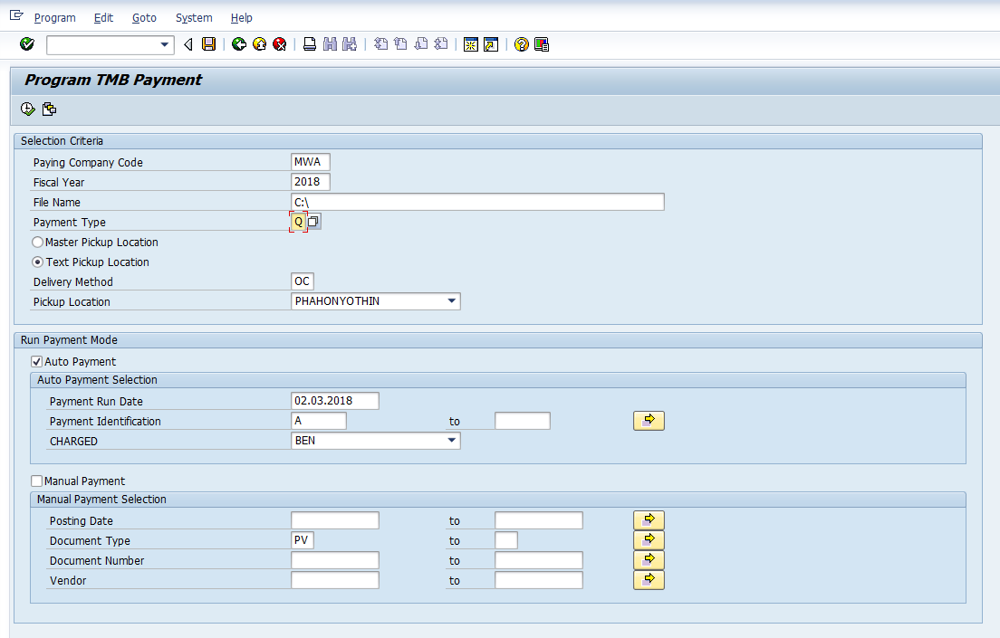 Program Edit Goto System Help
Program TMB Payment
Selection Criteria
Paying Company Code MWA
Fiscal Year 2018
File Name C:\
Payment Type Q
Master Pickup Location
Text Pickup Location
Delivery Method OC
Pickup Location PHAHONYOTHIN
Run Payment Mode
Auto Payment
Auto Payment Selection
Payment Run Date 02.03.2018
Payment Identification A to
CHARGED BEN
Manual Payment
Manual Payment Selection
Posting Date to
Document Type PV to
Document Number to
Vendor to